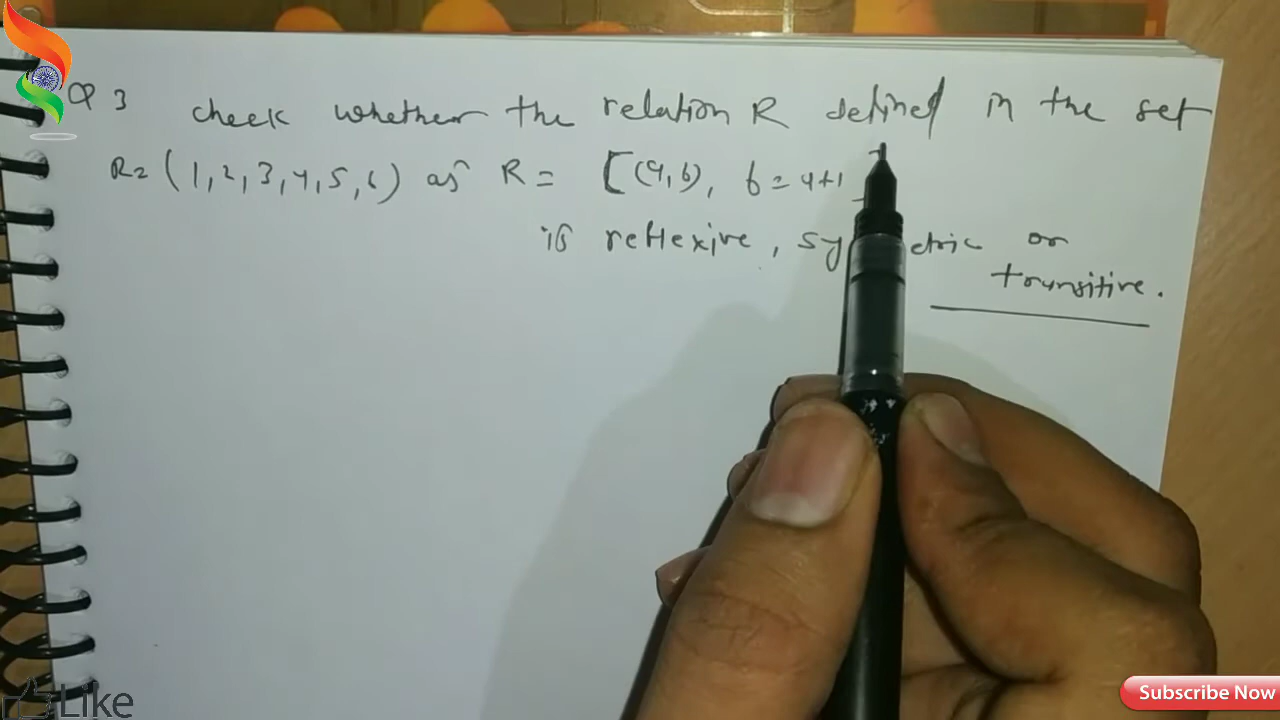 Q 3 check whether the relation R defined in the set
R= (1,2,3,4,5,6) as R = [(a,b), b = a+1
is reflexive, sy etric or
transitive.
Like
Subscribe Now